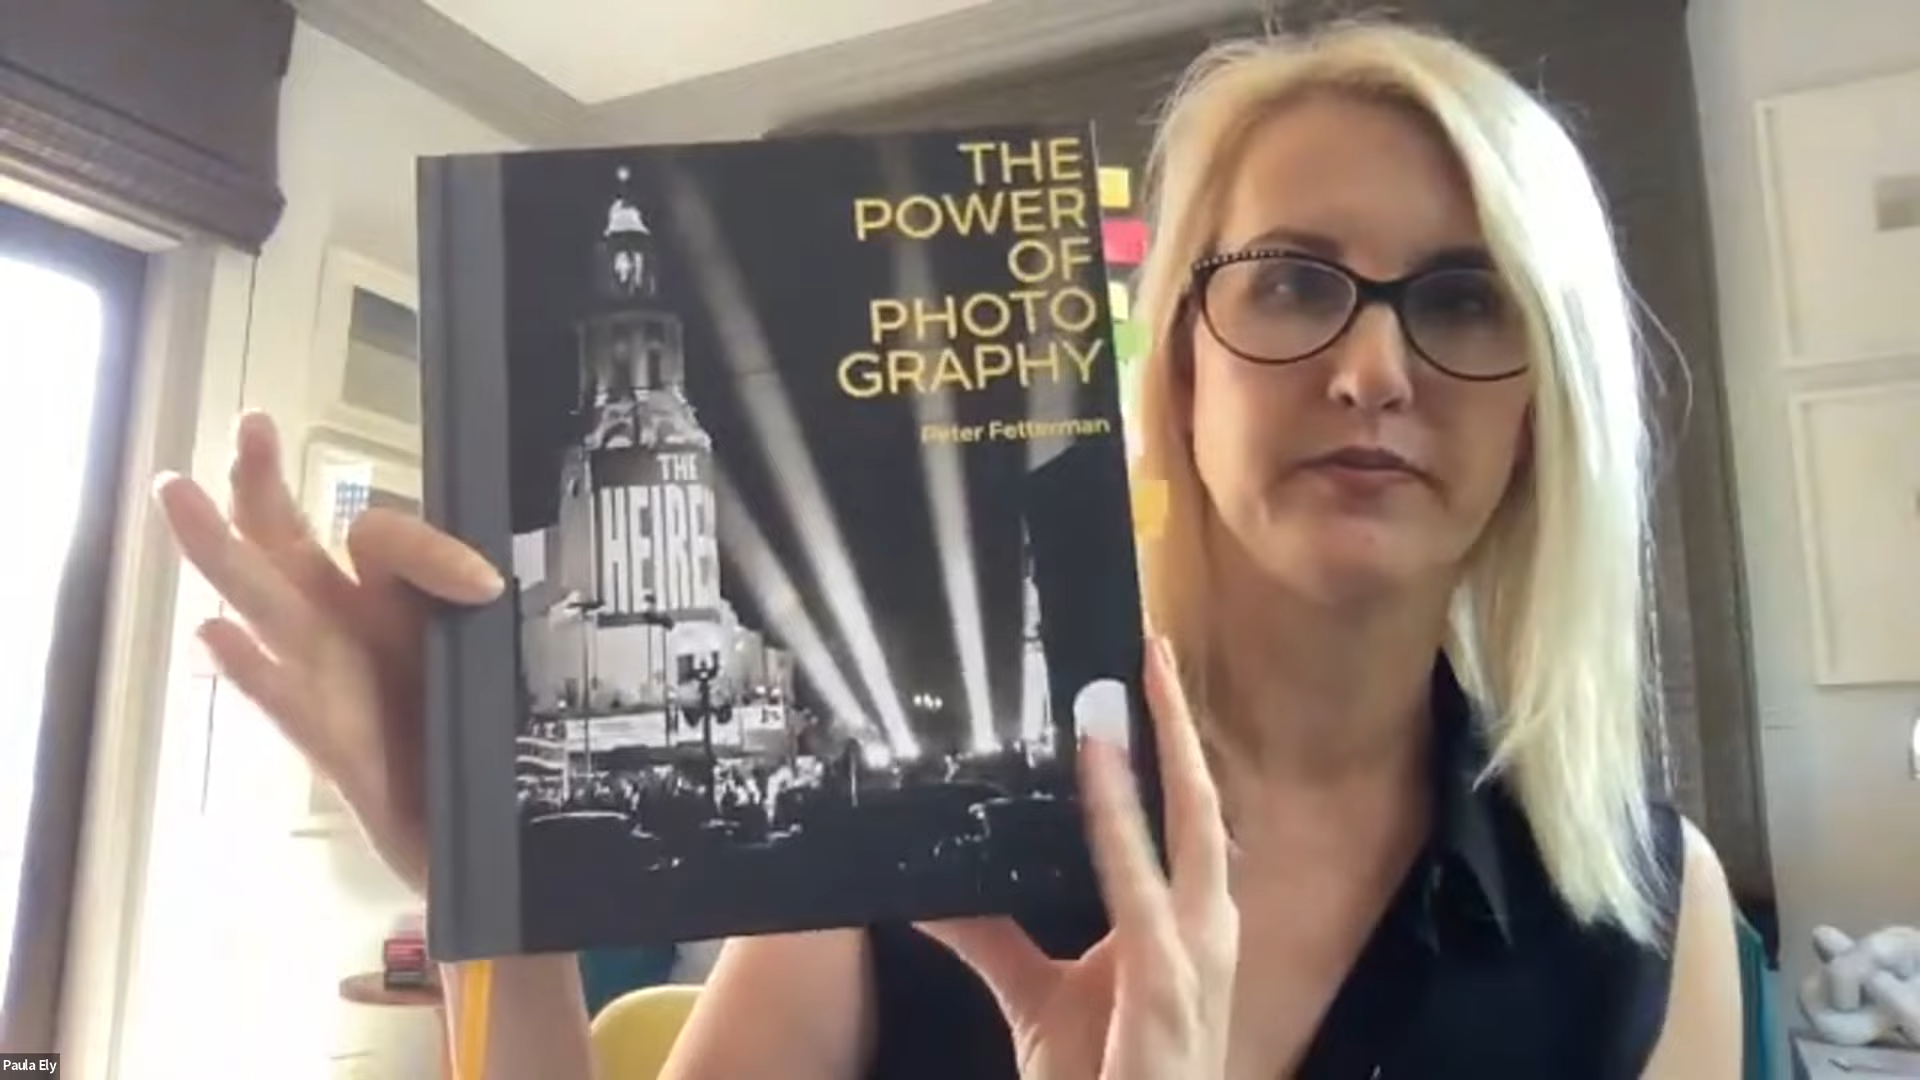 THE
POWER
OF
PHOTO
GRAPHY
Peter Fetterman
THE
HEIRE
Paula Ely